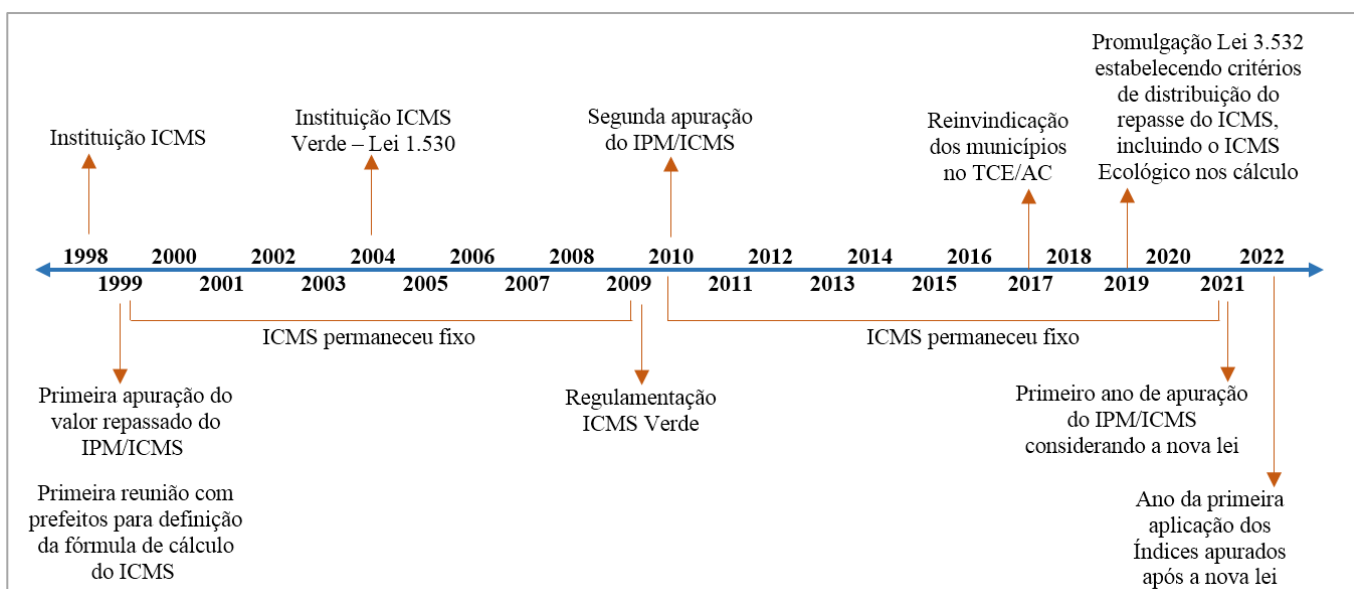 Instituição ICMS
Instituição ICMS
Verde – Lei 1.530
Segunda apuração
do IPM/ICMS
Reinvindicação
dos municípios
no TCE/AC
Promulgação Lei 3.532
estabelecendo critérios
de distribuição do
repasse do ICMS,
incluindo o ICMS
Ecológico nos cálculo
1998 2000 2002 2004 2006 2008 2010 2012 2014 2016 2018 2020 2022
1999 2001 2003 2005 2007 2009 2011 2013 2015 2017 2019 2021
ICMS permaneceu fixo
ICMS permaneceu fixo
Primeira apuração do
valor repassado do
IPM/ICMS
Primeira reunião com
prefeitos para definição
da fórmula de cálculo
do ICMS
Regulamentação
ICMS Verde
Primeiro ano de apuração
do IPM/ICMS
considerando a nova lei
Ano da primeira
aplicação dos
Índices apurados
após a nova lei